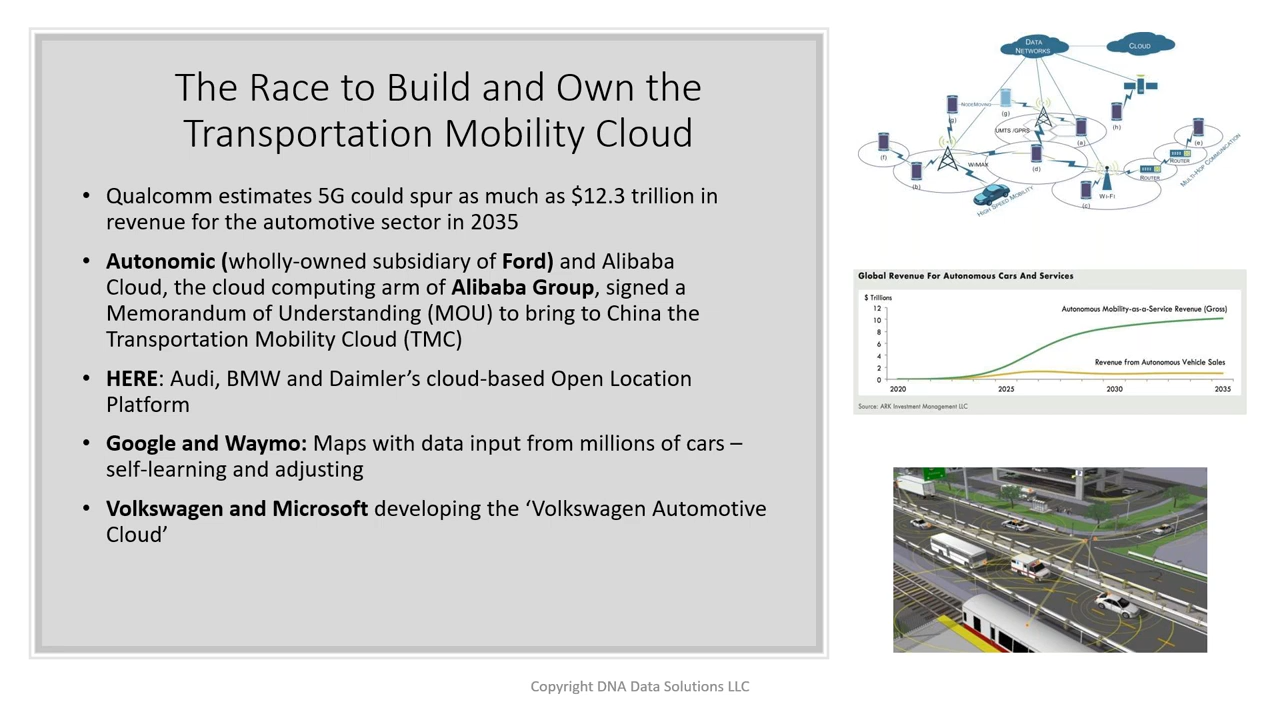 The Race to Build and Own the
Transportation Mobility Cloud
• Qualcomm estimates 5G could spur as much as $12.3 trillion in
revenue for the automotive sector in 2035
• Autonomic (wholly-owned subsidiary of Ford) and Alibaba
Cloud, the cloud computing arm of Alibaba Group, signed a
Memorandum of Understanding (MOU) to bring to China the
Transportation Mobility Cloud (TMC)
• HERE: Audi, BMW and Daimler’s cloud-based Open Location
Platform
• Google and Waymo: Maps with data input from millions of cars –
self-learning and adjusting
• Volkswagen and Microsoft developing the ‘Volkswagen Automotive
Cloud’
DATA
NETWORKS
CLOUD
NODEMOVING
(g)
(g)
(h)
UMTS /GPRS
(a)
(e)
(f)
ROUTER
(b)
WiMAX
(d)
ROUTER
MULTI-HOP COMMUNICATION
HIGH SPEED MOBILITY
(c)
WI-FI
Global Revenue For Autonomous Cars And Services
$ Trillions
12
10
8
6
4
2
0
Autonomous Mobility-as-a-Service Revenue (Gross)
Revenue from Autonomous Vehicle Sales
2020 2025 2030 2035
Source: ARK Investment Management LLC
Copyright DNA Data Solutions LLC